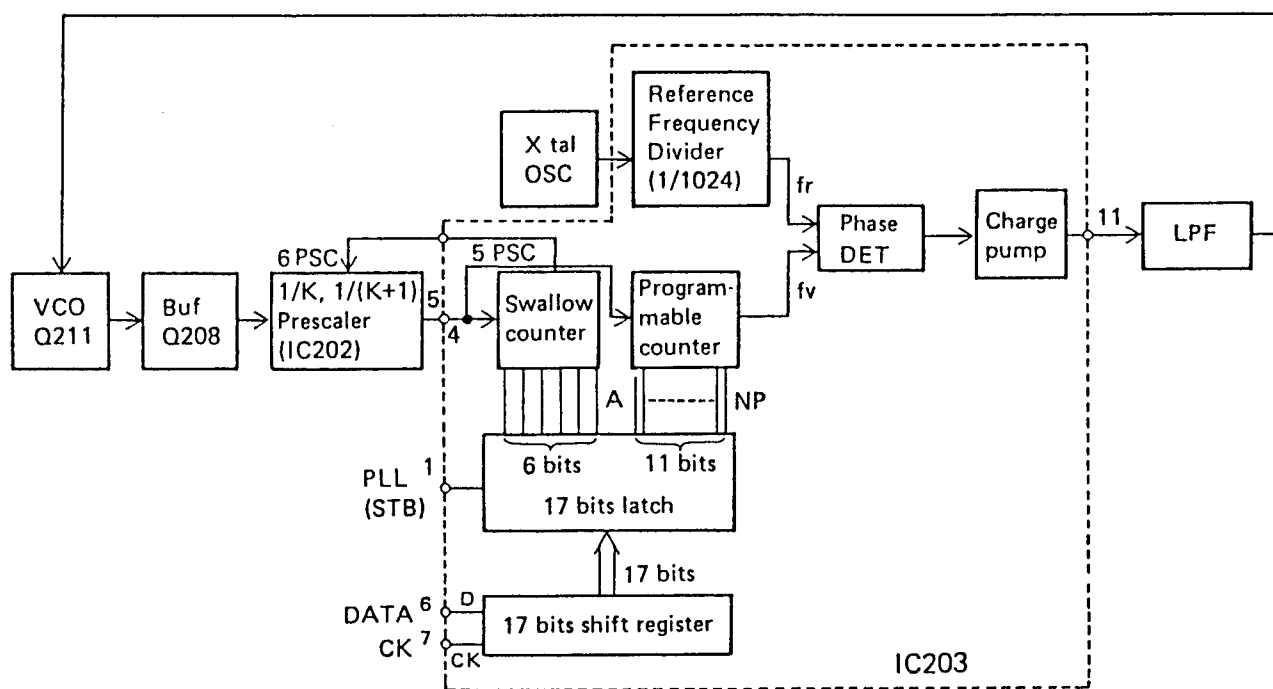 Reference
Frequency
Divider
(1/1024)
X tal
OSC
fr
Phase
DET
Charge
pump
11
LPF
6 PSC
5 PSC
VCO
Q211
Buf
Q208
1/K, 1/(K+1)
Prescaler
(IC202)
5
4
Swallow
counter
Program-
mable
counter
fv
A
NP
6 bits
11 bits
17 bits latch
PLL
(STB)
1
17 bits
DATA 6
D
17 bits shift register
CK 7
CK
IC203